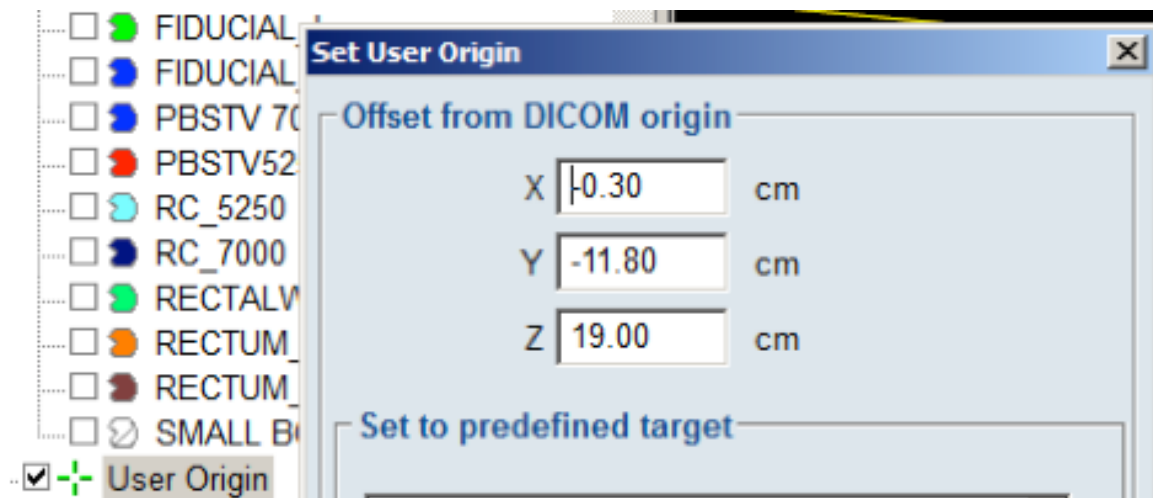 FIDUCIAL
FIDUCIAL
PBSTV 70
PBSTV52
RC_5250
RC_7000
RECTALW
RECTUM_
RECTUM_
SMALL B
User Origin
Set User Origin
Offset from DICOM origin
X -0.30 cm
Y -11.80 cm
Z 19.00 cm
Set to predefined target